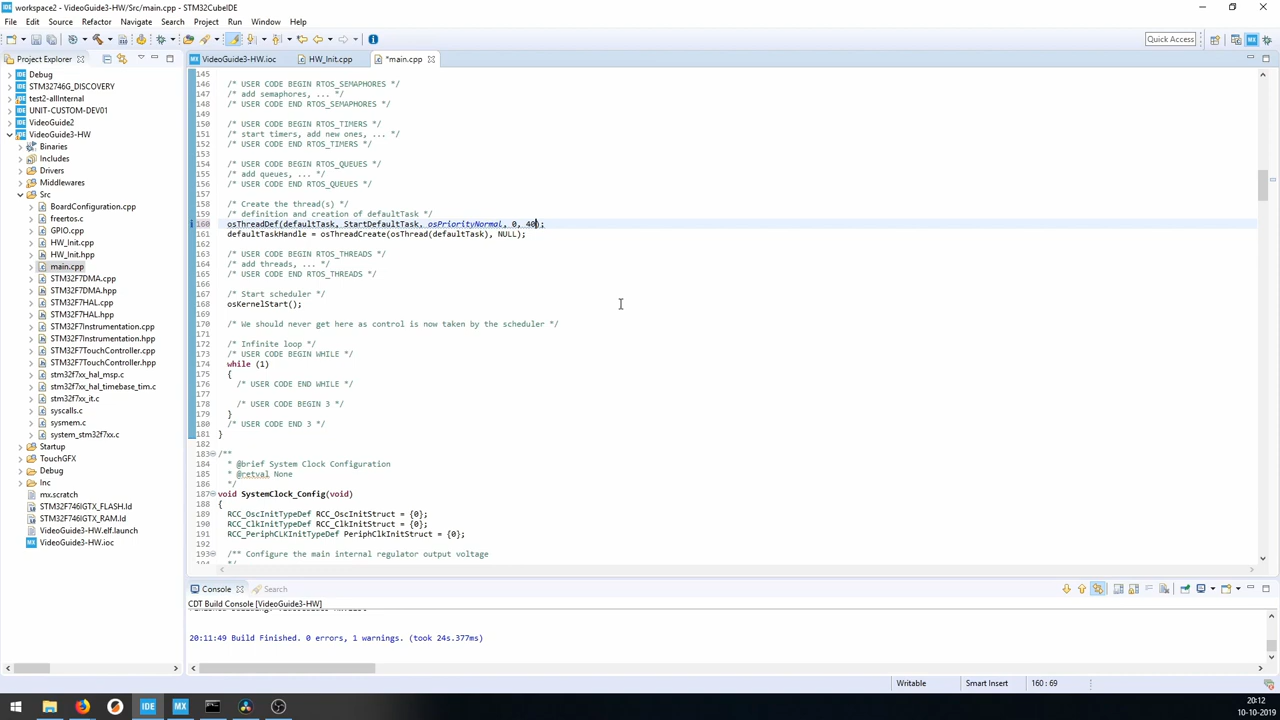 workspace2 - VideoGuide3-HW/Src/main.cpp - STM32CubeIDE
File Edit Source Refactor Navigate Search Project Run Window Help
Quick Access
Project Explorer
VideoGuide3-HW.ioc
HW_Init.cpp
*main.cpp
Debug
STM32746G_DISCOVERY
test2-allInternal
UNIT-CUSTOM-DEV01
VideoGuide2
VideoGuide3-HW
Binaries
Includes
Drivers
Middlewares
Src
BoardConfiguration.cpp
freertos.c
GPIO.cpp
HW_Init.cpp
HW_Init.hpp
main.cpp
STM32F7DMA.cpp
STM32F7DMA.hpp
STM32F7HAL.cpp
STM32F7HAL.hpp
STM32F7Instrumentation.cpp
STM32F7Instrumentation.hpp
STM32F7TouchController.cpp
STM32F7TouchController.hpp
stm32f7xx_hal_msp.c
stm32f7xx_hal_timebase_tim.c
stm32f7xx_it.c
syscalls.c
sysmem.c
system_stm32f7xx.c
Startup
TouchGFX
Debug
Inc
mx.scratch
STM32F746IGTX_FLASH.ld
STM32F746IGTX_RAM.ld
VideoGuide3-HW.elf.launch
VideoGuide3-HW.ioc
145
146 /* USER CODE BEGIN RTOS_SEMAPHORES */
147 /* add semaphores, ... */
148 /* USER CODE END RTOS_SEMAPHORES */
149
150 /* USER CODE BEGIN RTOS_TIMERS */
151 /* start timers, add new ones, ... */
152 /* USER CODE END RTOS_TIMERS */
153
154 /* USER CODE BEGIN RTOS_QUEUES */
155 /* add queues, ... */
156 /* USER CODE END RTOS_QUEUES */
157
158 /* Create the thread(s) */
159 /* definition and creation of defaultTask */
160 osThreadDef(defaultTask, StartDefaultTask, osPriorityNormal, 0, 40);
161 defaultTaskHandle = osThreadCreate(osThread(defaultTask), NULL);
162
163 /* USER CODE BEGIN RTOS_THREADS */
164 /* add threads, ... */
165 /* USER CODE END RTOS_THREADS */
166
167 /* Start scheduler */
168 osKernelStart();
169
170 /* We should never get here as control is now taken by the scheduler */
171
172 /* Infinite loop */
173 /* USER CODE BEGIN WHILE */
174 while (1)
175 {
176 /* USER CODE END WHILE */
177
178 /* USER CODE BEGIN 3 */
179 }
180 /* USER CODE END 3 */
181 }
182
183 /**
184 * @brief System Clock Configuration
185 * @retval None
186 */
187 void SystemClock_Config(void)
188 {
189 RCC_OscInitTypeDef RCC_OscInitStruct = {0};
190 RCC_ClkInitTypeDef RCC_ClkInitStruct = {0};
191 RCC_PeriphCLKInitTypeDef PeriphClkInitStruct = {0};
192
193 /** Configure the main internal regulator output voltage
Console
Search
CDT Build Console [VideoGuide3-HW]
20:11:49 Build Finished. 0 errors, 1 warnings. (took 24s.377ms)
Writable
Smart Insert
160 : 69
IDE
MX
20:12
10-10-2019